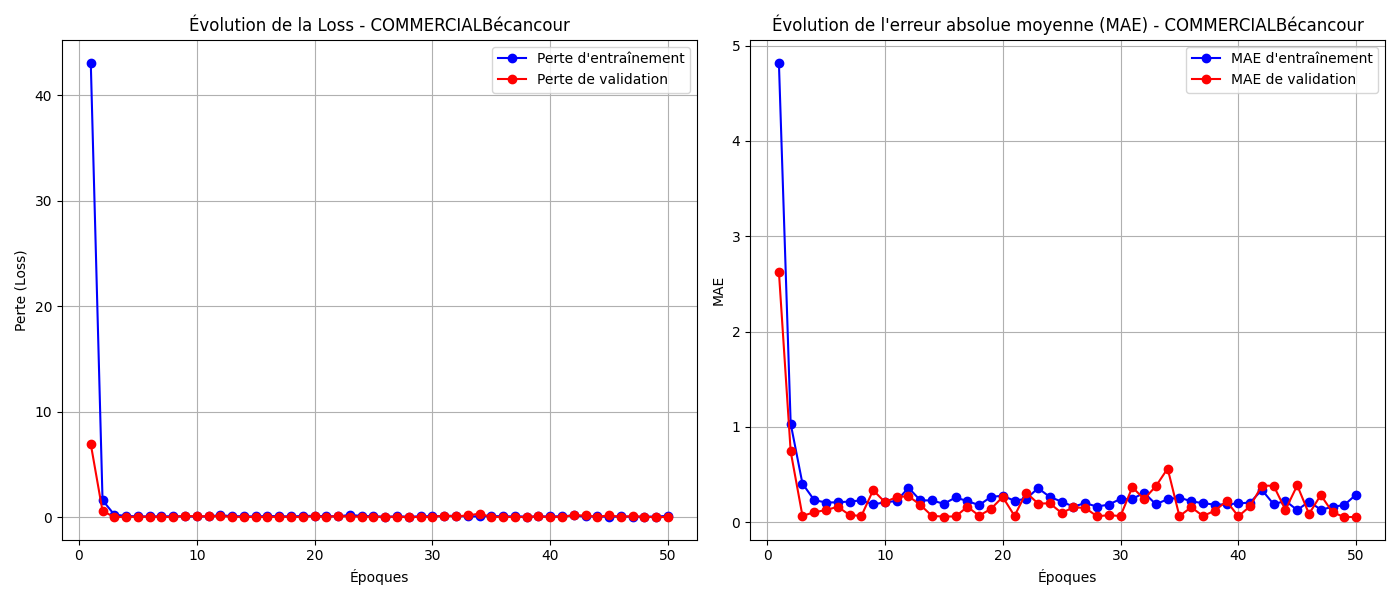 Évolution de la Loss - COMMERCIALBécancour
Perte d'entraînement
Perte de validation
Perte (Loss)
40
30
20
10
0
0 10 20 30 40 50
Époques
Évolution de l'erreur absolue moyenne (MAE) - COMMERCIALBécancour
MAE d'entraînement
MAE de validation
MAE
5
4
3
2
1
0
0 10 20 30 40 50
Époques